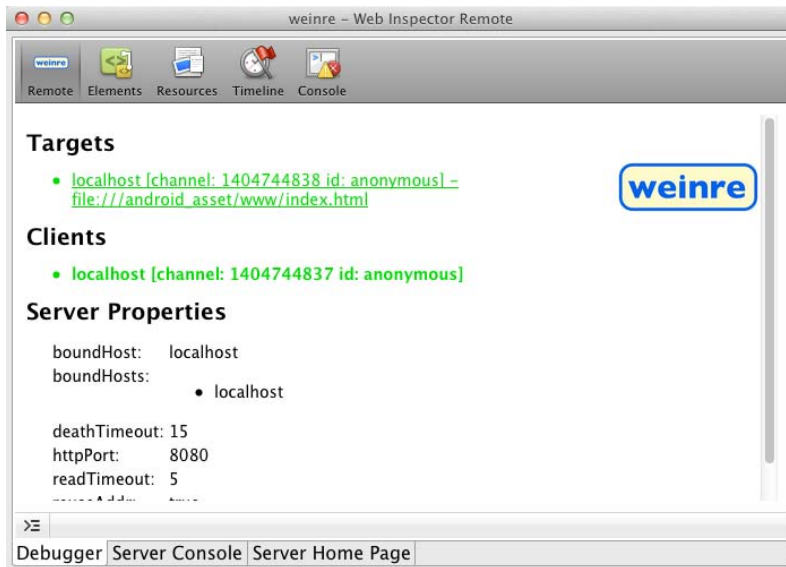 weinre – Web Inspector Remote
weinre
Remote Elements Resources Timeline Console
Targets
• localhost [channel: 1404744838 id: anonymous] –
file:///android_asset/www/index.html
weinre
Clients
• localhost [channel: 1404744837 id: anonymous]
Server Properties
boundHost: localhost
boundHosts:
• localhost
deathTimeout: 15
httpPort: 8080
readTimeout: 5
Debugger Server Console Server Home Page